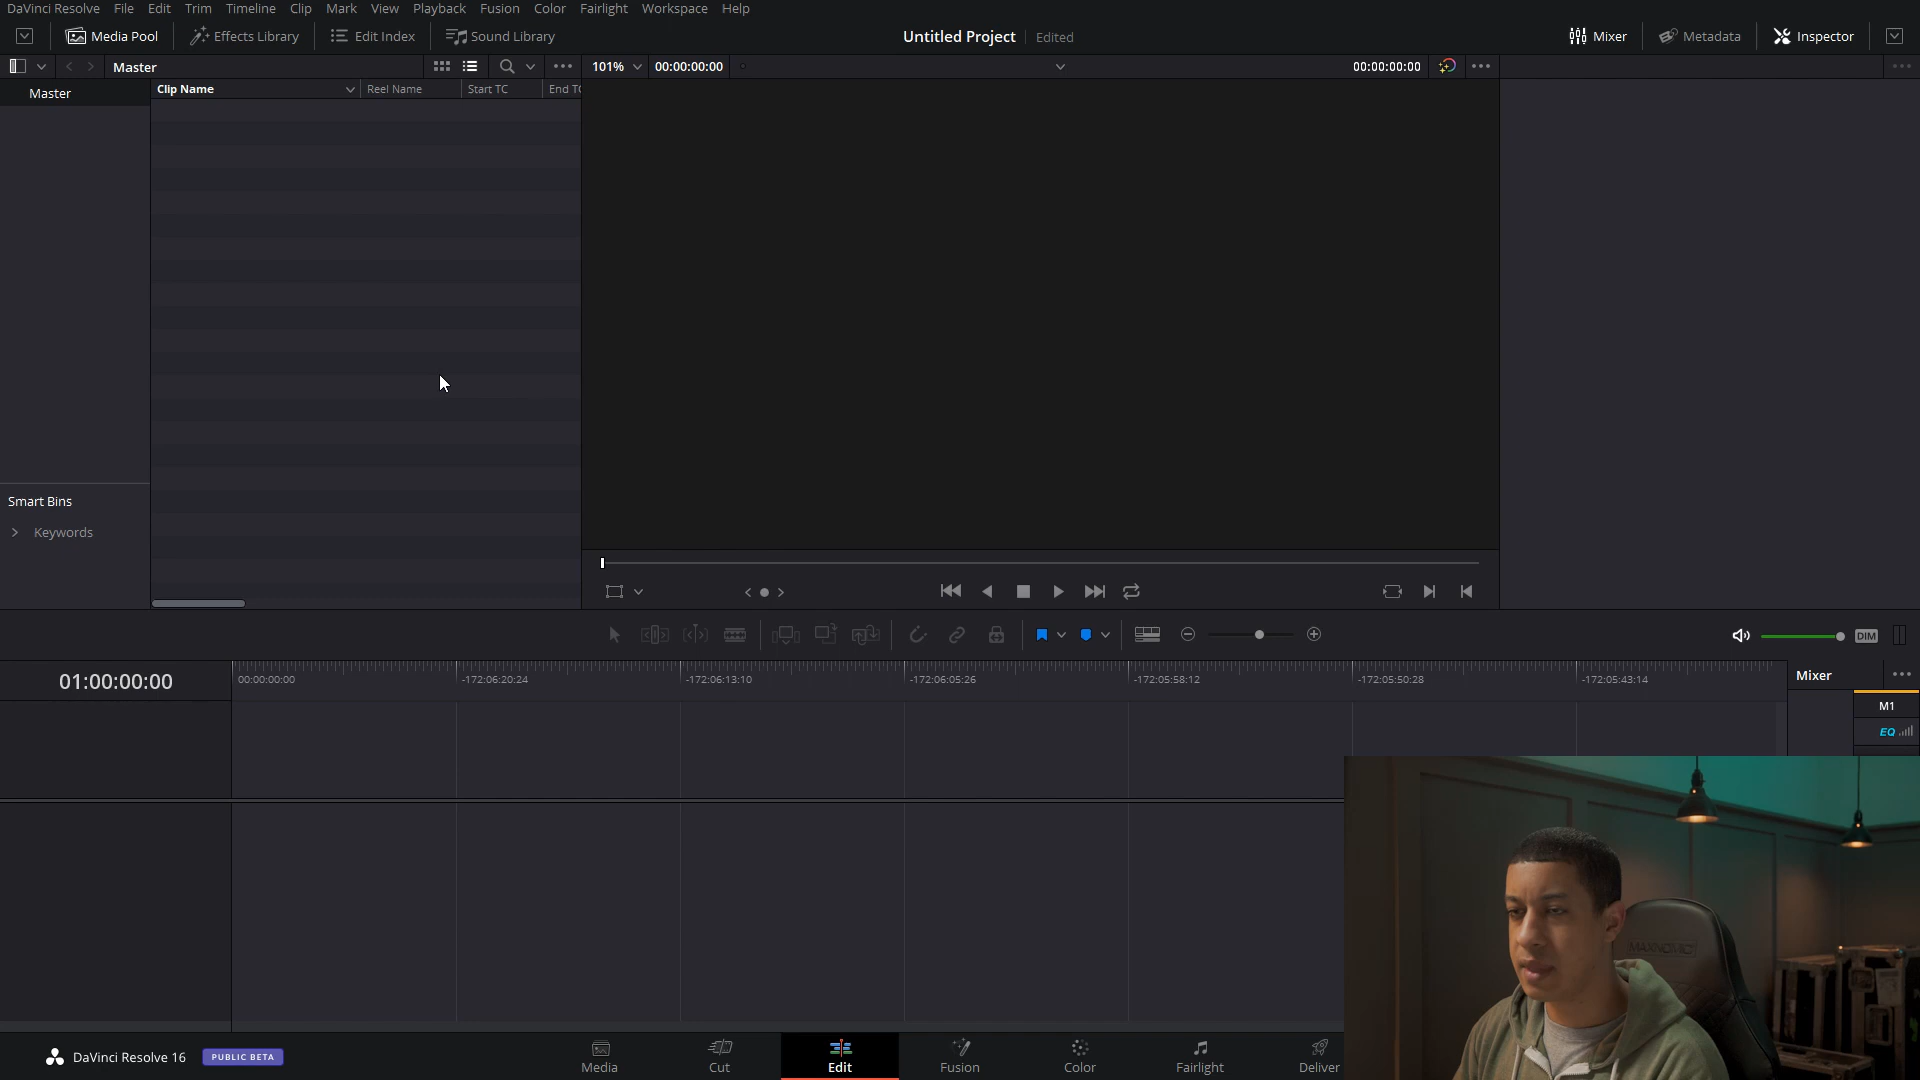 DaVinci Resolve File Edit Trim Timeline Clip Mark View Playback Fusion Color Fairlight Workspace Help
Media Pool Effects Library Edit Index Sound Library Untitled Project Edited Mixer Metadata Inspector
Master 101% 00:00:00:00 00:00:00:00
Master Clip Name Reel Name Start TC End TC
Smart Bins
Keywords
DIM
01:00:00:00 00:00:00:00 -172:06:20:24 -172:06:13:10 -172:06:05:26 -172:05:58:12 -172:05:50:28 -172:05:43:14 Mixer
M1
EQ
MAXNOMIC
DaVinci Resolve 16 PUBLIC BETA Media Cut Edit Fusion Color Fairlight Deliver